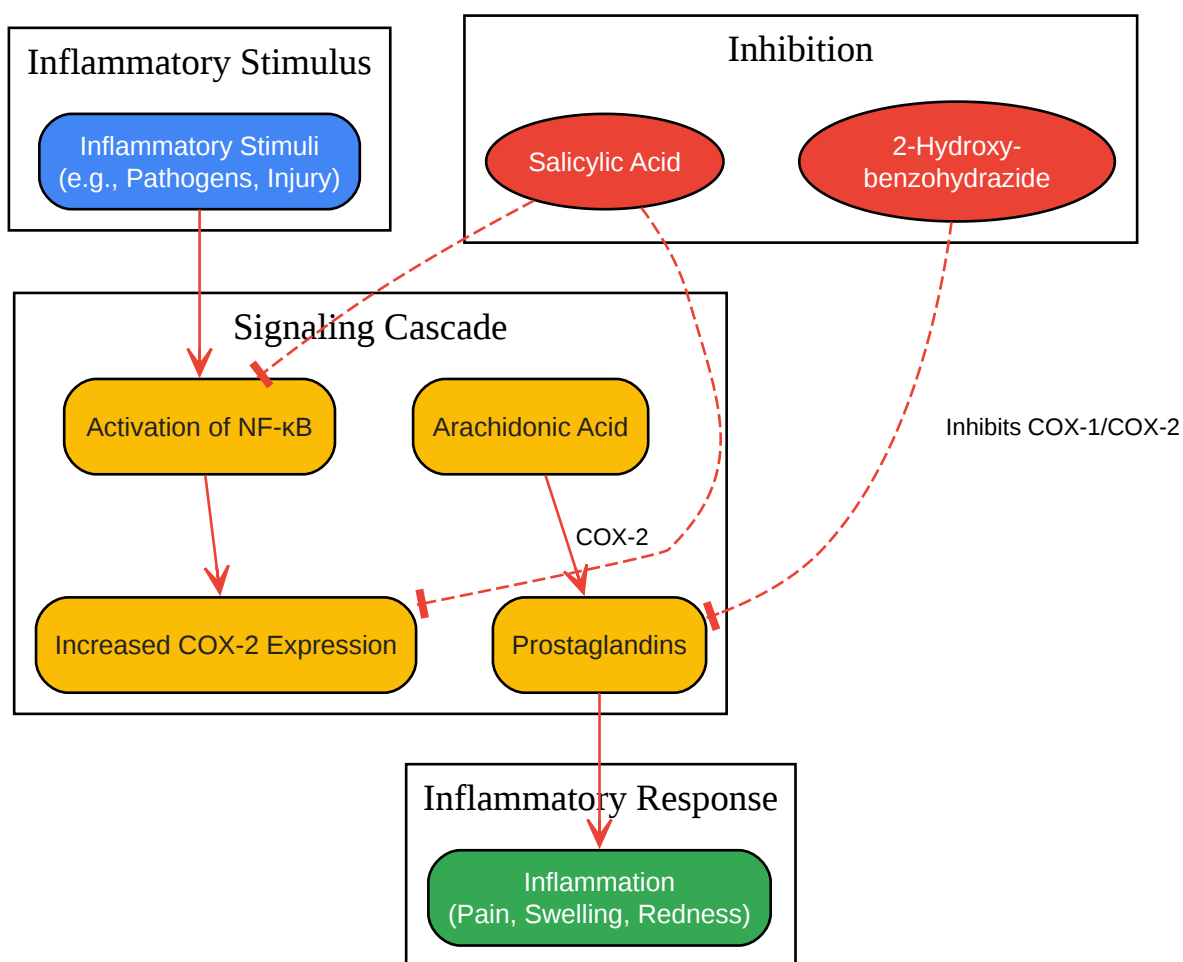 Inflammatory Stimulus
Inflammatory Stimuli
(e.g., Pathogens, Injury)
Inhibition
Salicylic Acid
2-Hydroxy-
benzohydrazide
Signaling Cascade
Activation of NF-κB
Arachidonic Acid
Inhibits COX-1/COX-2
COX-2
Increased COX-2 Expression
Prostaglandins
Inflammatory Response
Inflammation
(Pain, Swelling, Redness)